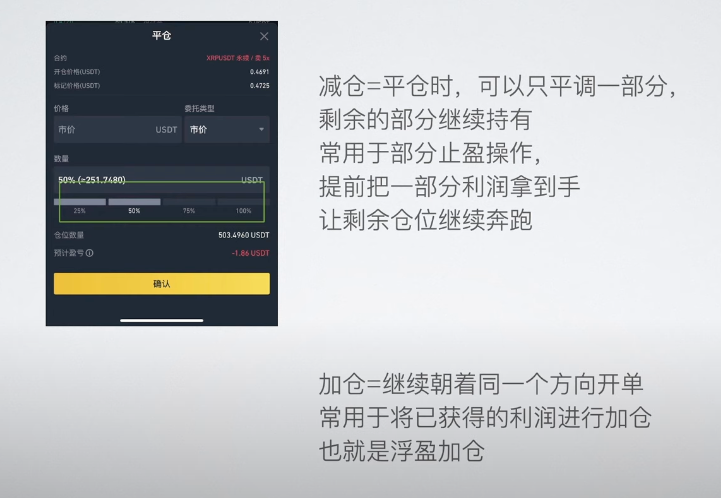 平仓
合约 XRPUSDT 永续 / 卖 5x
开仓价格(USDT) 0.4691
标记价格(USDT) 0.4725
价格 委托类型
市价 USDT 市价
数量
50% (≈251.7480) USDT
25% 50% 75% 100%
仓位数量 503.4960 USDT
预计盈亏 -1.86 USDT
确认
减仓=平仓时，可以只平调一部分，
剩余的部分继续持有
常用于部分止盈操作，
提前把一部分利润拿到手
让剩余仓位继续奔跑
加仓=继续朝着同一个方向开单
常用于将已获得的利润进行加仓
也就是浮盈加仓